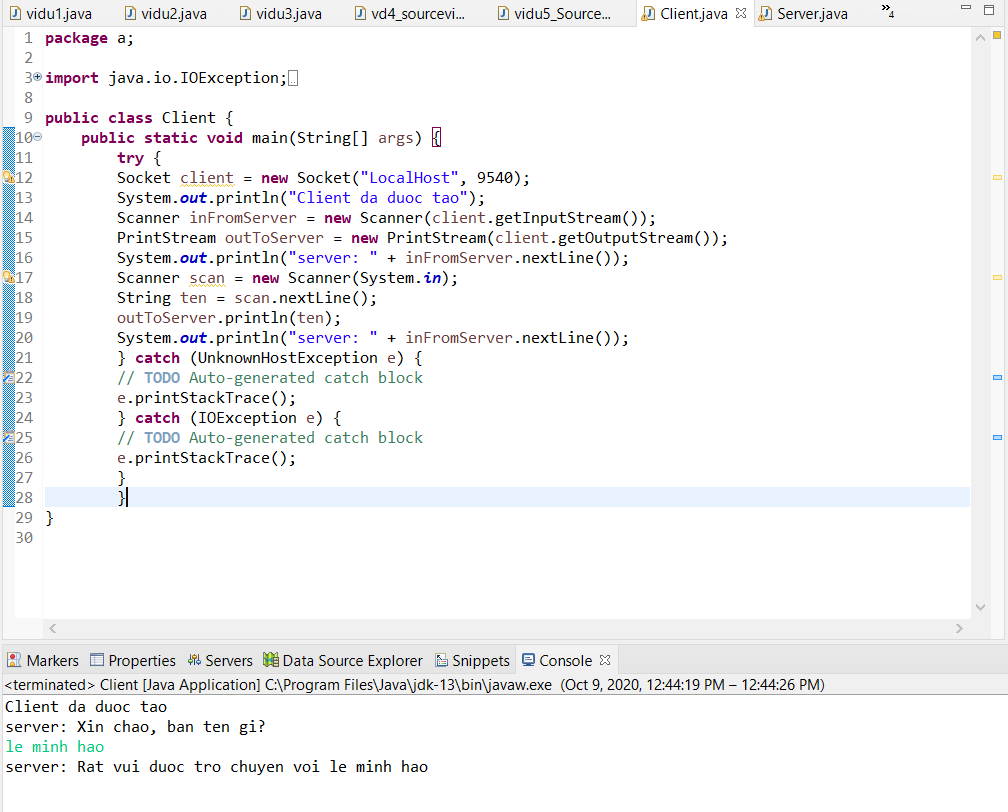 vidu1.java vidu2.java vidu3.java vd4_sourcevi... vidu5_Source... Client.java Server.java »4
1 package a;
2
3 import java.io.IOException;
8
9 public class Client {
10 public static void main(String[] args) {
11 try {
12 Socket client = new Socket("LocalHost", 9540);
13 System.out.println("Client da duoc tao");
14 Scanner inFromServer = new Scanner(client.getInputStream());
15 PrintStream outToServer = new PrintStream(client.getOutputStream());
16 System.out.println("server: " + inFromServer.nextLine());
17 Scanner scan = new Scanner(System.in);
18 String ten = scan.nextLine();
19 outToServer.println(ten);
20 System.out.println("server: " + inFromServer.nextLine());
21 } catch (UnknownHostException e) {
22 // TODO Auto-generated catch block
23 e.printStackTrace();
24 } catch (IOException e) {
25 // TODO Auto-generated catch block
26 e.printStackTrace();
27 }
28 }
29 }
30
Markers Properties Servers Data Source Explorer Snippets Console
<terminated> Client [Java Application] C:\Program Files\Java\jdk-13\bin\javaw.exe (Oct 9, 2020, 12:44:19 PM – 12:44:26 PM)
Client da duoc tao
server: Xin chao, ban ten gi?
le minh hao
server: Rat vui duoc tro chuyen voi le minh hao